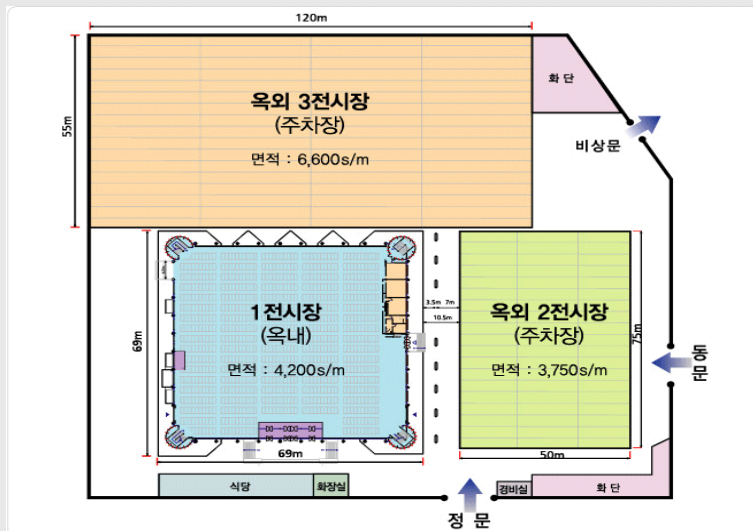 120m
55m
옥외 3전시장
(주차장)
면적 : 6,600s/m
화 단
비상문
69m
1전시장
(옥내)
면적 : 4,200s/m
3.5m 7m
10.5m
옥외 2전시장
(주차장)
면적 : 3,750s/m
75m
동문
69m
50m
식당
화장실
경비실
화 단
정 문